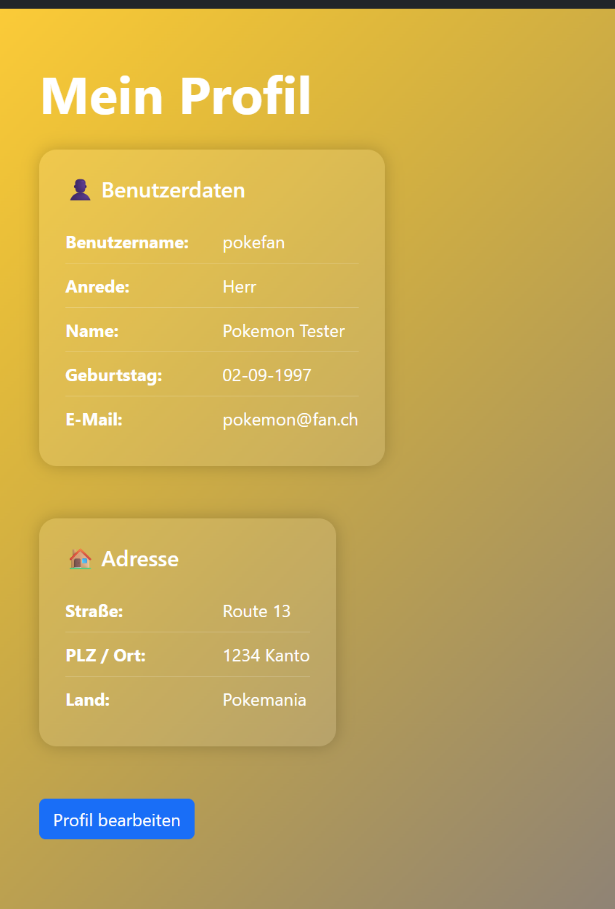 Mein Profil
👤 Benutzerdaten
Benutzername: pokefan
Anrede: Herr
Name: Pokemon Tester
Geburtstag: 02-09-1997
E-Mail: pokemon@fan.ch
🏠 Adresse
Straße: Route 13
PLZ / Ort: 1234 Kanto
Land: Pokemania
Profil bearbeiten